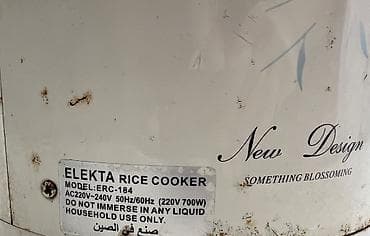 New Design
SOMETHING BLOSSOMING
ELEKTA RICE COOKER
MODEL:ERC-184
AC220V~240V 50Hz/60Hz (220V 700W)
DO NOT IMMERSE IN ANY LIQUID
HOUSEHOLD USE ONLY.
صنع في الصين